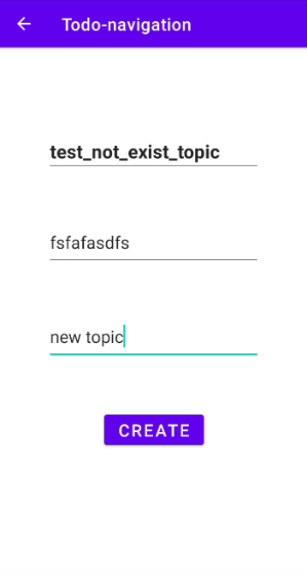 Todo-navigation
test_not_exist_topic
fsfafasdfs
new topic
CREATE